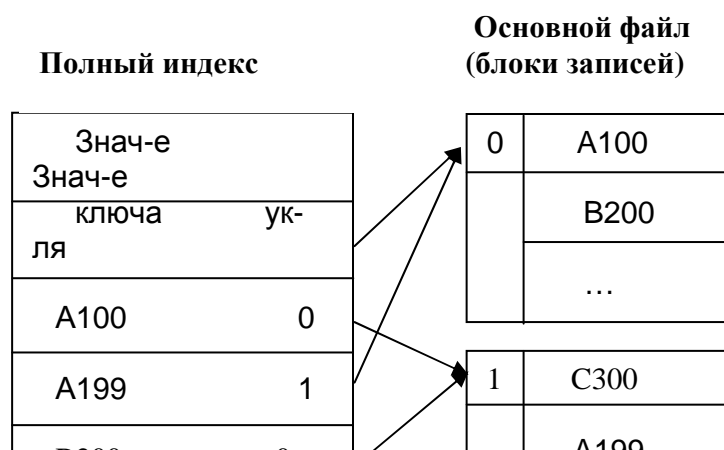 Полный индекс
Основной файл
(блоки записей)
Знач-е
Знач-е
ключа ук-
ля
A100 0
A199 1
0 A100
B200
…
1 C300
A199